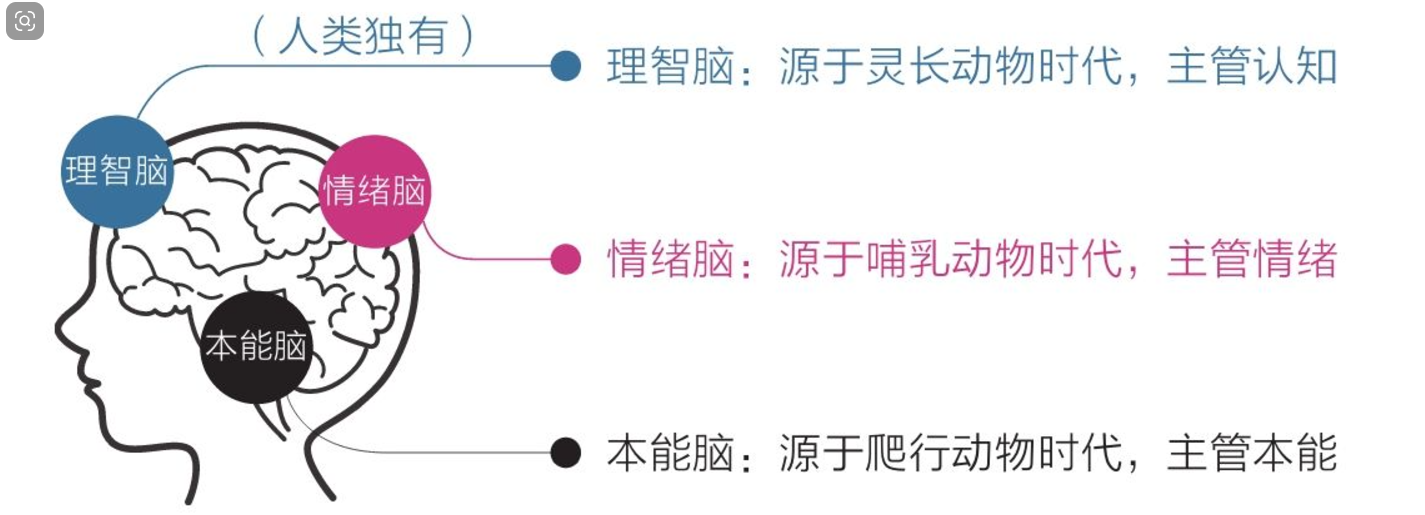 （人类独有）
理智脑：源于灵长动物时代，主管认知
理智脑
情绪脑
情绪脑：源于哺乳动物时代，主管情绪
本能脑
本能脑：源于爬行动物时代，主管本能